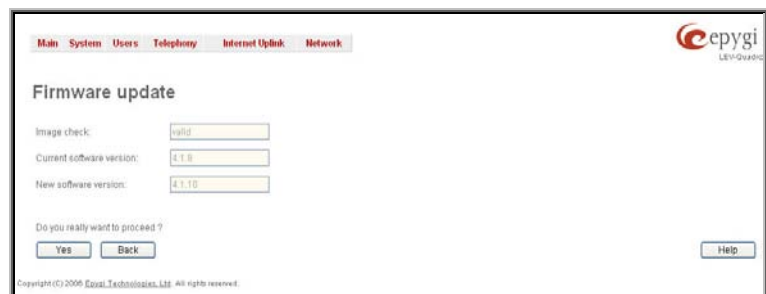 Main System Users Telephony Internet Uplink Network
epygi
LEV-Quadro
Firmware update
Image check: valid
Current software version: 4.1.9
New software version: 4.1.10
Do you really want to proceed ?
Yes Back Help
Copyright (C) 2006 Epygi Technologies, Ltd. All rights reserved.